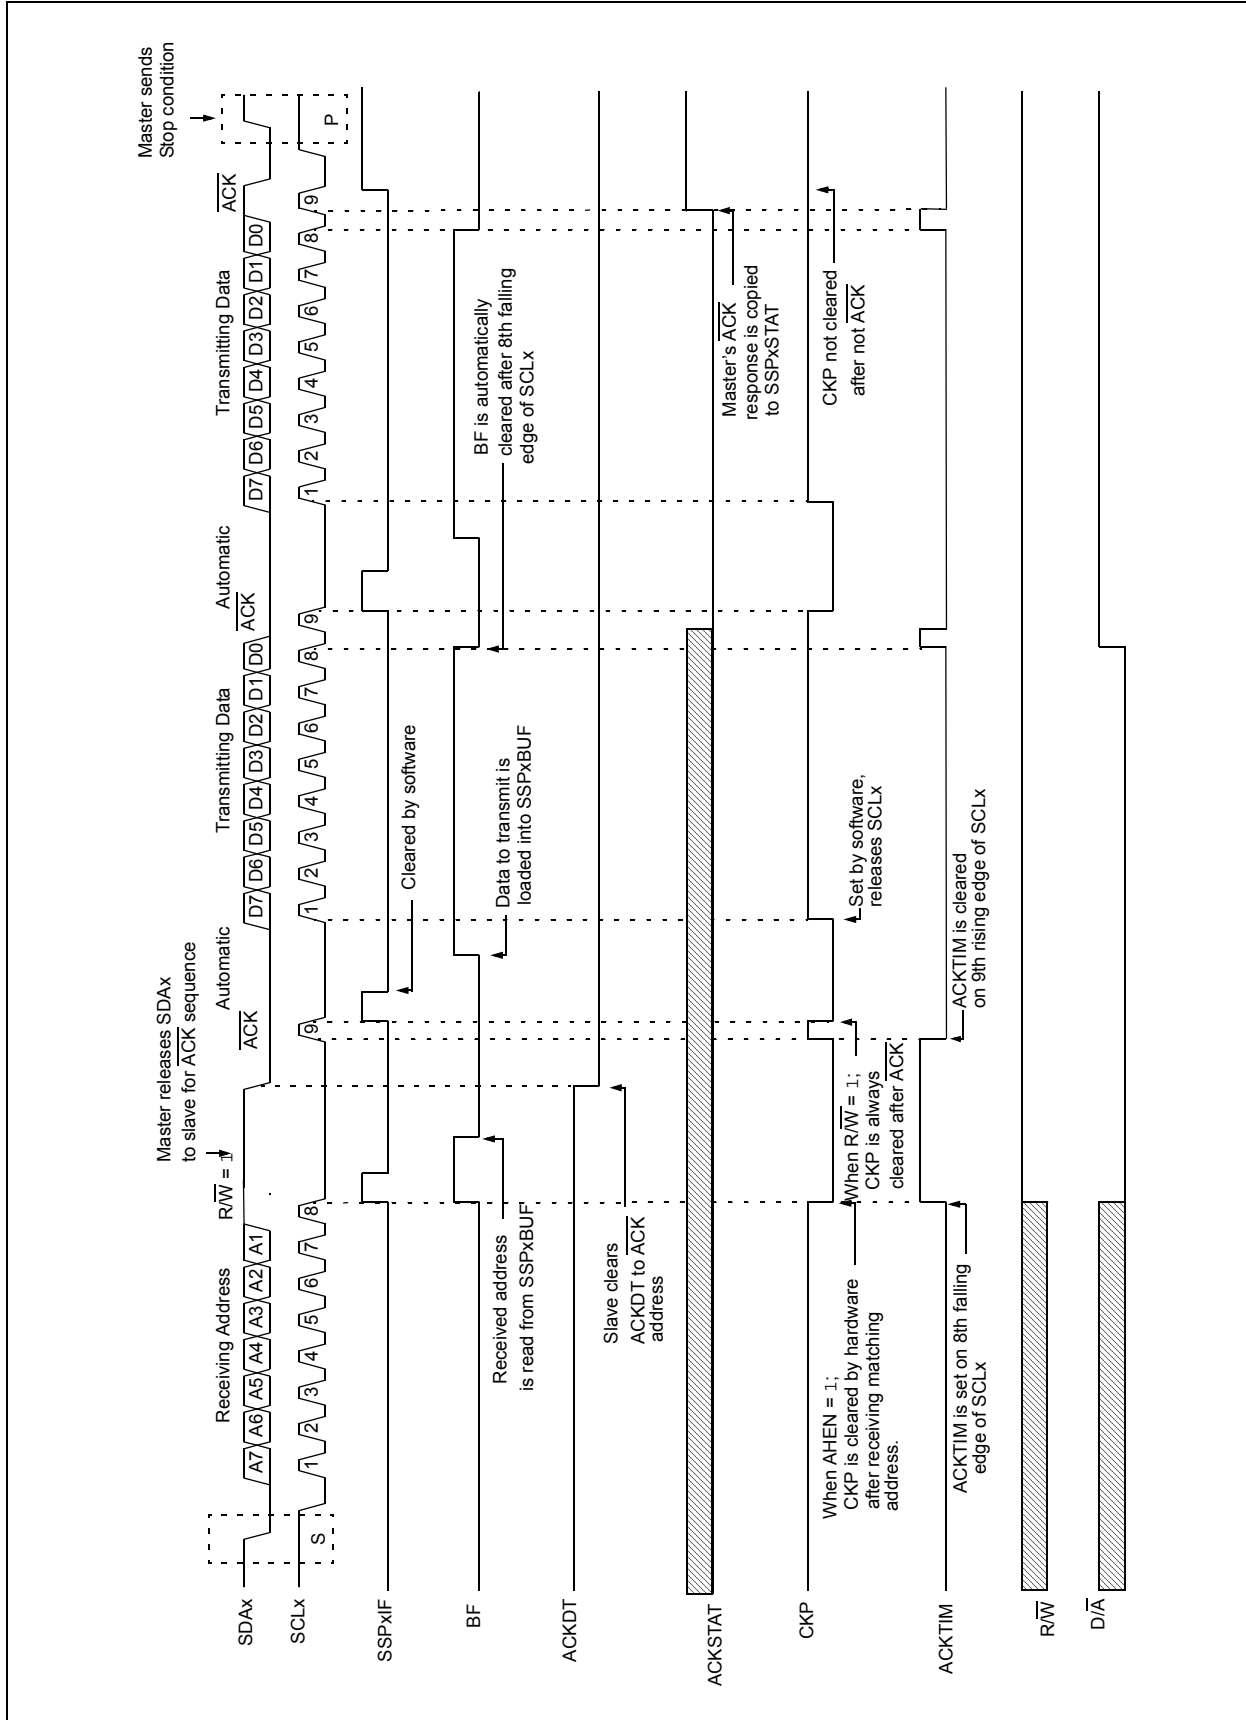 Master sends
Stop condition
Master releases SDAx
to slave for ACK sequence
Receiving Address
R/W = 1
ACK
Automatic
Transmitting Data
ACK
Automatic
Transmitting Data
ACK
SDAx
A7 A6 A5 A4 A3 A2 A1
D7 D6 D5 D4 D3 D2 D1 D0
D7 D6 D5 D4 D3 D2 D1 D0
SCLx
S
1 2 3 4 5 6 7 8 9
1 2 3 4 5 6 7 8 9
1 2 3 4 5 6 7 8 9
P
SSPxIF
Cleared by software
BF
Received address
is read from SSPxBUF
Data to transmit is
loaded into SSPxBUF
BF is automatically
cleared after 8th falling
edge of SCLx
ACKDT
Slave clears
ACKDT to ACK
address
ACKSTAT
Master's ACK
response is copied
to SSPxSTAT
CKP
When AHEN = 1;
CKP is cleared by hardware
after receiving matching
address.
When R/W = 1;
CKP is always
cleared after ACK
Set by software,
releases SCLx
CKP not cleared
after not ACK
ACKTIM
ACKTIM is set on 8th falling
edge of SCLx
ACKTIM is cleared
on 9th rising edge of SCLx
R/W
D/A